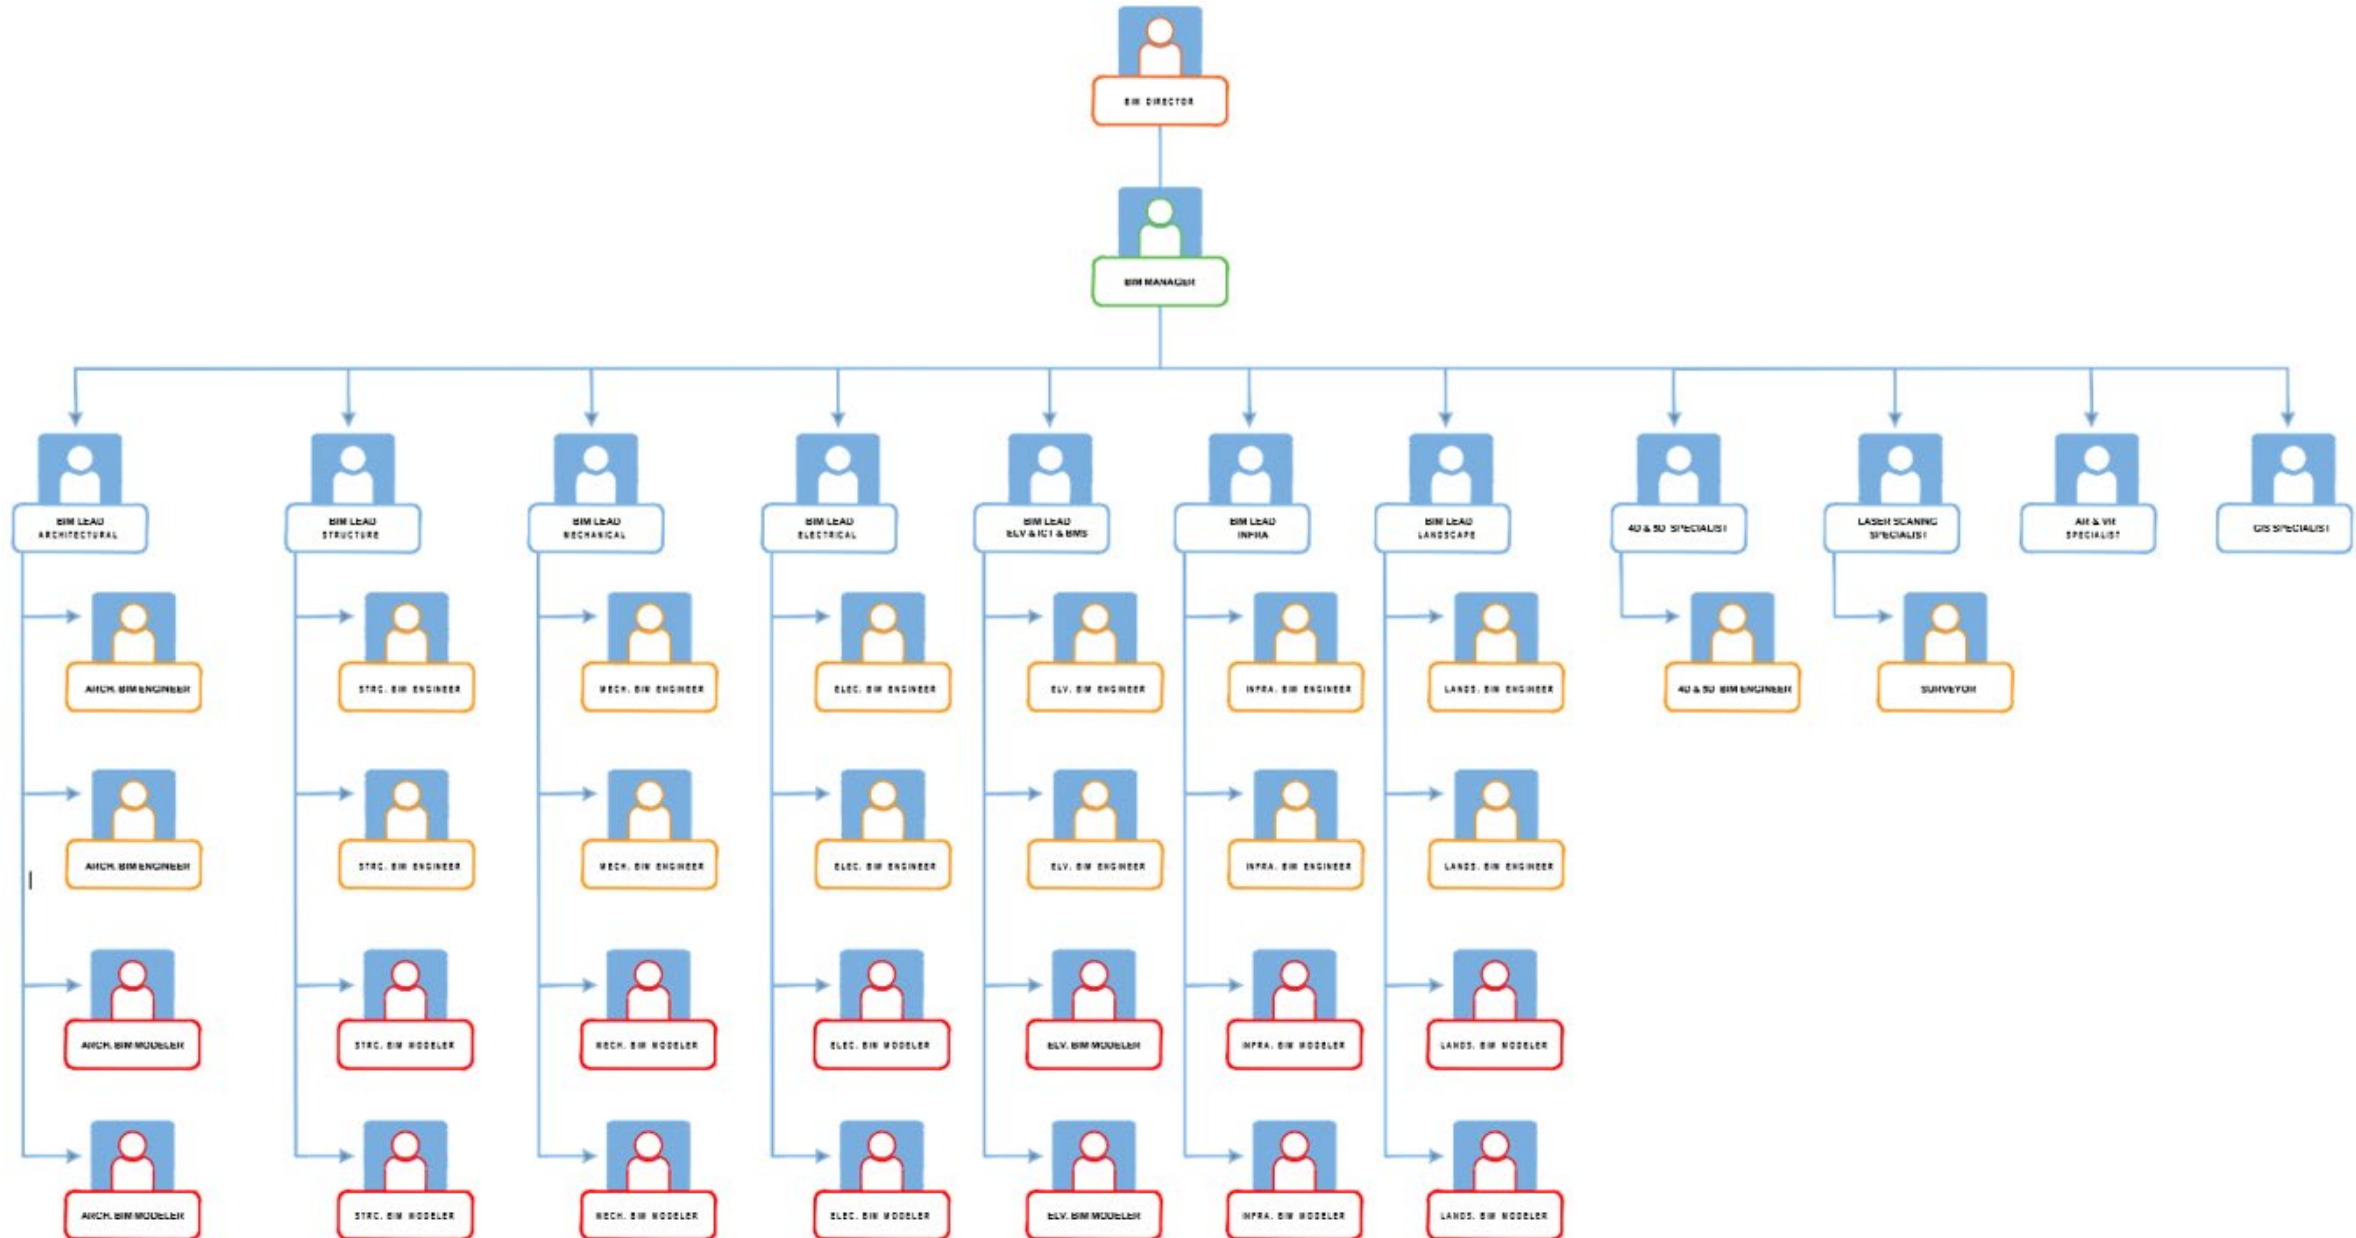 BIM DIRECTOR
BIM MANAGER
BIM LEAD
ARCHITECTURAL
BIM LEAD
STRUCTURE
BIM LEAD
MECHANICAL
BIM LEAD
ELECTRICAL
BIM LEAD
ELV & ICT & BMS
BIM LEAD
INFRA
BIM LEAD
LANDSCAPE
4D & 5D SPECIALIST
LASER SCANING
SPECIALIST
AR & VR
SPECIALIST
GIS SPECIALIST
ARCH. BIM ENGINEER
STRC. BIM ENGINEER
MECH. BIM ENGINEER
ELEC. BIM ENGINEER
ELV. BIM ENGINEER
INFRA. BIM ENGINEER
LANDS. BIM ENGINEER
4D & 5D BIM ENGINEER
SURVEYOR
ARCH. BIM ENGINEER
STRC. BIM ENGINEER
MECH. BIM ENGINEER
ELEC. BIM ENGINEER
ELV. BIM ENGINEER
INFRA. BIM ENGINEER
LANDS. BIM ENGINEER
ARCH. BIM MODELER
STRC. BIM MODELER
MECH. BIM MODELER
ELEC. BIM MODELER
ELV. BIM MODELER
INFRA. BIM MODELER
LANDS. BIM MODELER
ARCH. BIM MODELER
STRC. BIM MODELER
MECH. BIM MODELER
ELEC. BIM MODELER
ELV. BIM MODELER
INFRA. BIM MODELER
LANDS. BIM MODELER